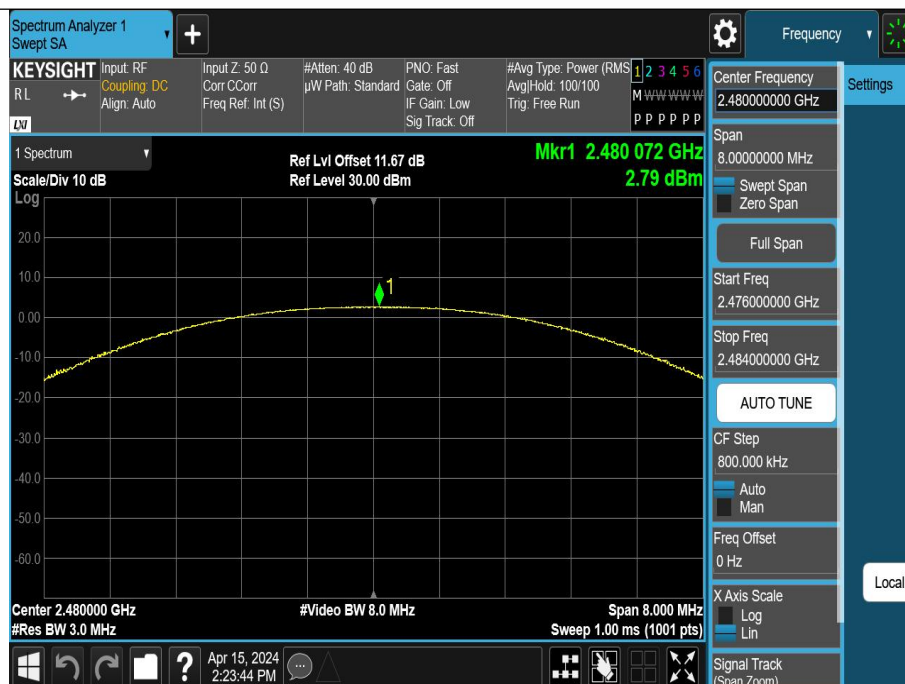 Spectrum Analyzer 1
Swept SA
Frequency
KEYSIGHT
RL
LXI
Input: RF
Coupling: DC
Align: Auto
Input Z: 50 Ω
Corr CCorr
Freq Ref: Int (S)
#Atten: 40 dB
µW Path: Standard
PNO: Fast
Gate: Off
IF Gain: Low
Sig Track: Off
#Avg Type: Power (RMS
Avg|Hold: 100/100
Trig: Free Run
1 2 3 4 5 6
M W W W W W
P P P P P P
1 Spectrum
Scale/Div 10 dB
Log
Ref Lvl Offset 11.67 dB
Ref Level 30.00 dBm
Mkr1 2.480 072 GHz
2.79 dBm
20.0
10.0
0.00
-10.0
-20.0
-30.0
-40.0
-50.0
-60.0
1
Center 2.480000 GHz
#Res BW 3.0 MHz
#Video BW 8.0 MHz
Span 8.000 MHz
Sweep 1.00 ms (1001 pts)
Apr 15, 2024
2:23:44 PM
Center Frequency
2.480000000 GHz
Settings
Span
8.00000000 MHz
Swept Span
Zero Span
Full Span
Start Freq
2.476000000 GHz
Stop Freq
2.484000000 GHz
AUTO TUNE
CF Step
800.000 kHz
Auto
Man
Freq Offset
0 Hz
X Axis Scale
Log
Lin
Local
Signal Track
(Span Zoom)